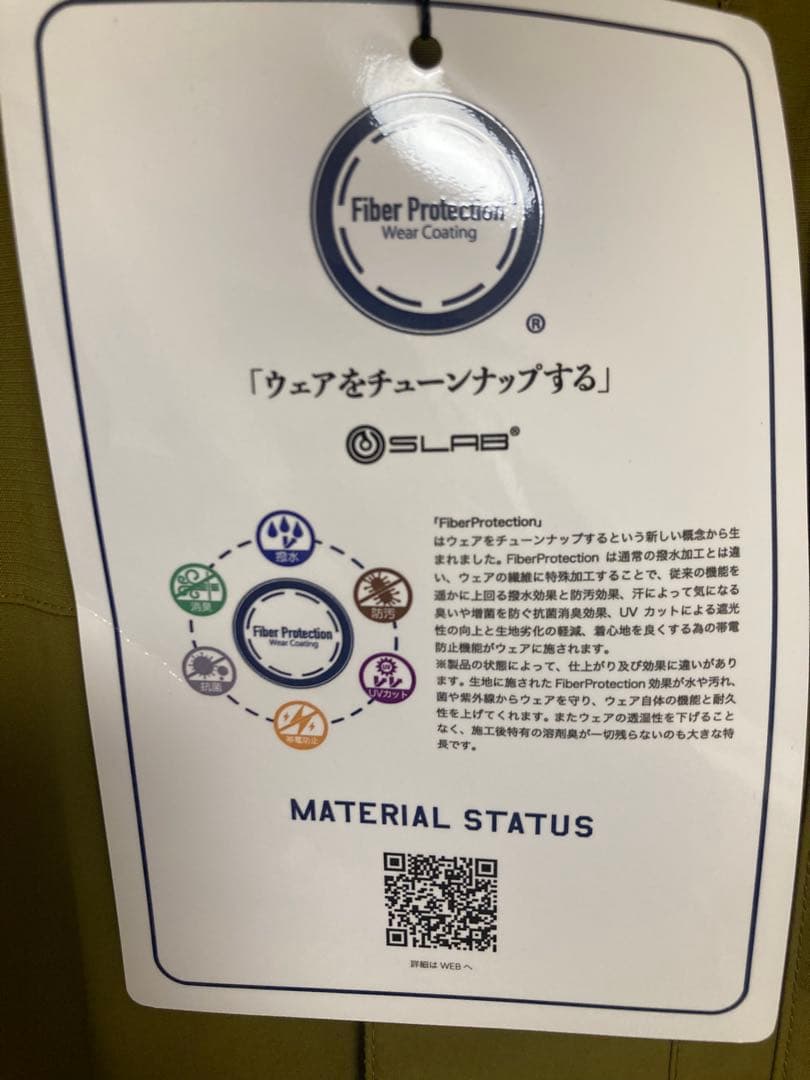 Fiber Protection
Wear Coating
®
「ウェアをチューンナップする」
SLAB®
撥水
消臭
防汚
Fiber Protection
Wear Coating
抗菌
UV
UVカット
帯電防止
「FiberProtection」
はウェアをチューンナップするという新しい概念から生
まれました。FiberProtection は通常の撥水加工とは違
い、ウェアの繊維に特殊加工することで、従来の機能を
遥かに上回る撥水効果と防汚効果、汗によって気になる
臭いや増菌を防ぐ抗菌消臭効果、UV カットによる遮光
性の向上と生地劣化の軽減、着心地を良くする為の帯電
防止機能がウェアに施されます。
※製品の状態によって、仕上がり及び効果に違いがあり
ます。生地に施された FiberProtection 効果が水や汚れ、
菌や紫外線からウェアを守り、ウェア自体の機能と耐久
性を上げてくれます。またウェアの透湿性を下げること
なく、施工後特有の溶剤臭が一切残らないのも大きな特
長です。
MATERIAL STATUS
詳細は WEB へ